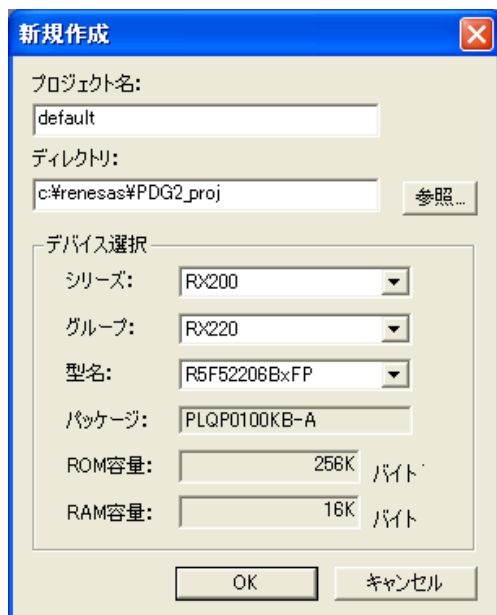 新規作成
プロジェクト名:
default
ディレクトリ:
c:¥renesas¥PDG2_proj
参照...
デバイス選択
シリーズ: RX200
グループ: RX220
型名: R5F52206BxFP
パッケージ: PLQP0100KB-A
ROM容量: 256K バイト
RAM容量: 16K バイト
OK キャンセル